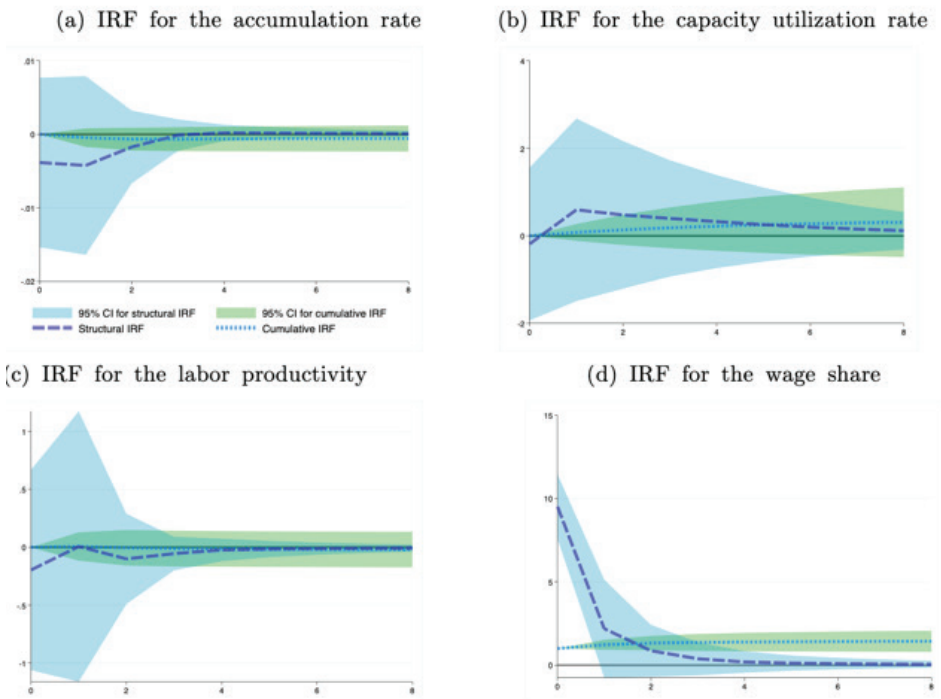 (a) IRF for the accumulation rate
.01
0
-.01
-.02
0 2 4 6 8
95% CI for structural IRF 95% CI for cumulative IRF
Structural IRF Cumulative IRF
(b) IRF for the capacity utilization rate
4
2
0
-2
0 2 4 6 8
(c) IRF for the labor productivity
1
.5
0
-.5
-1
0 2 4 6 8
(d) IRF for the wage share
15
10
5
0
0 2 4 6 8